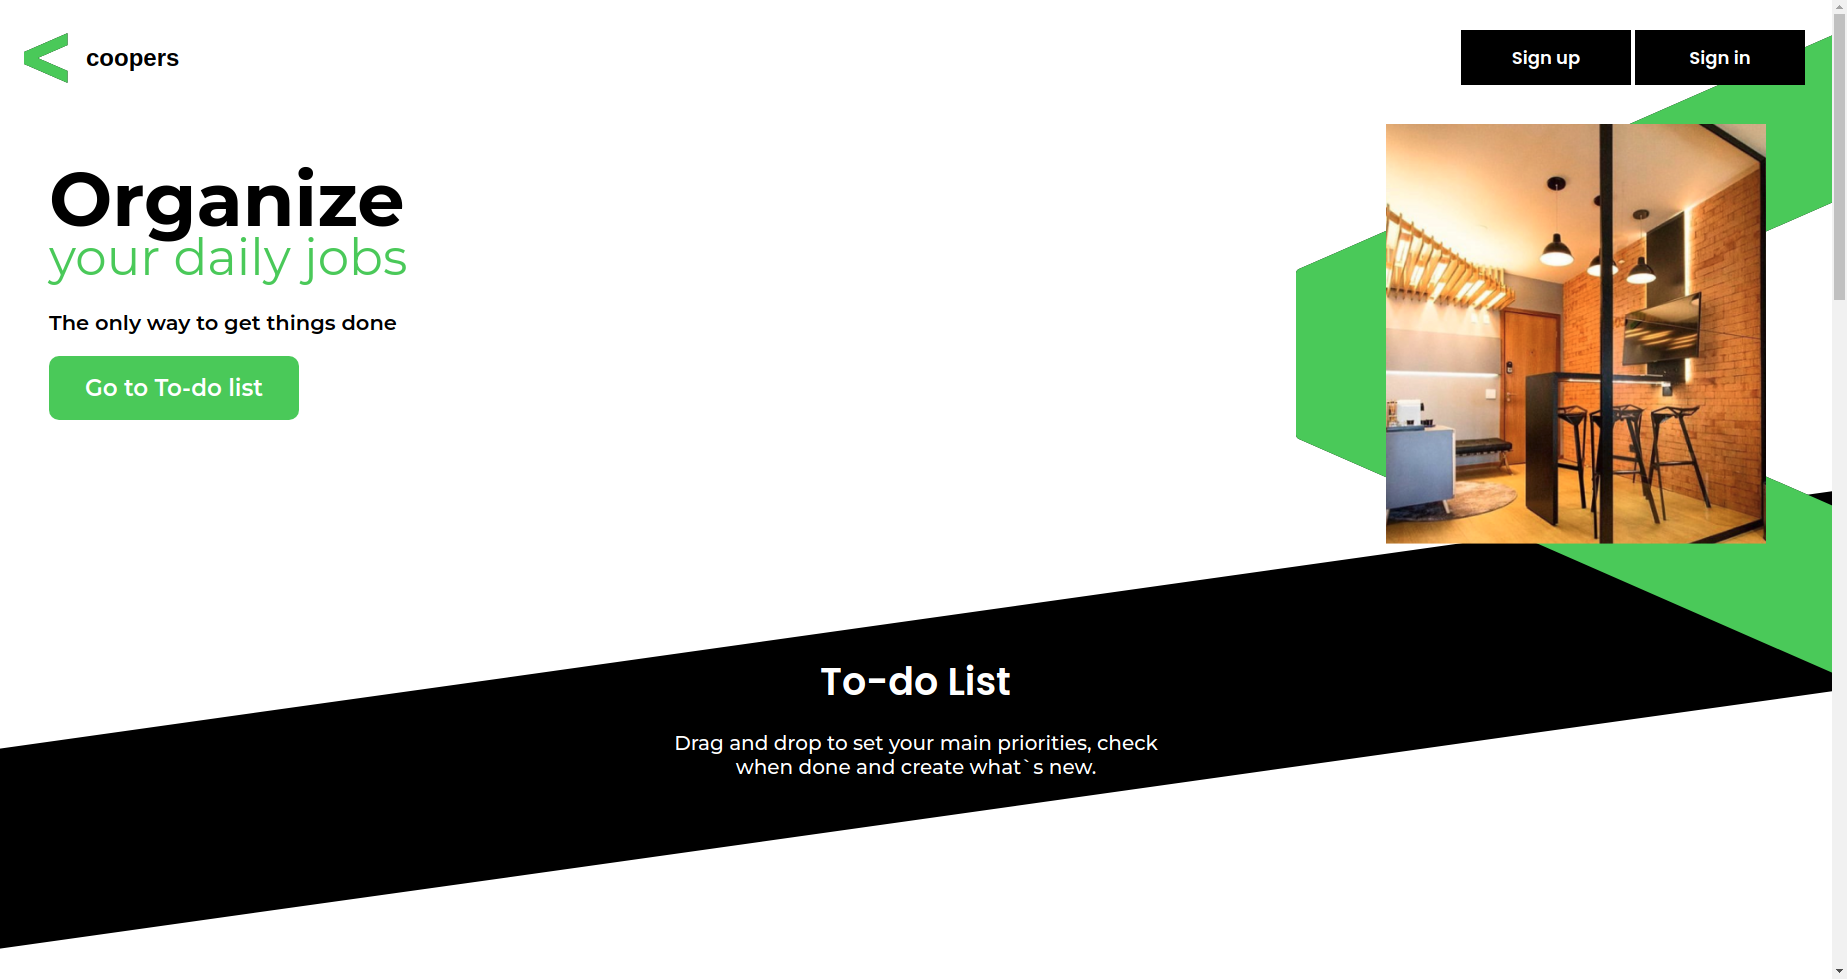 coopers
Sign up
Sign in
Organize
your daily jobs
The only way to get things done
Go to To-do list
To-do List
Drag and drop to set your main priorities, check
when done and create what`s new.